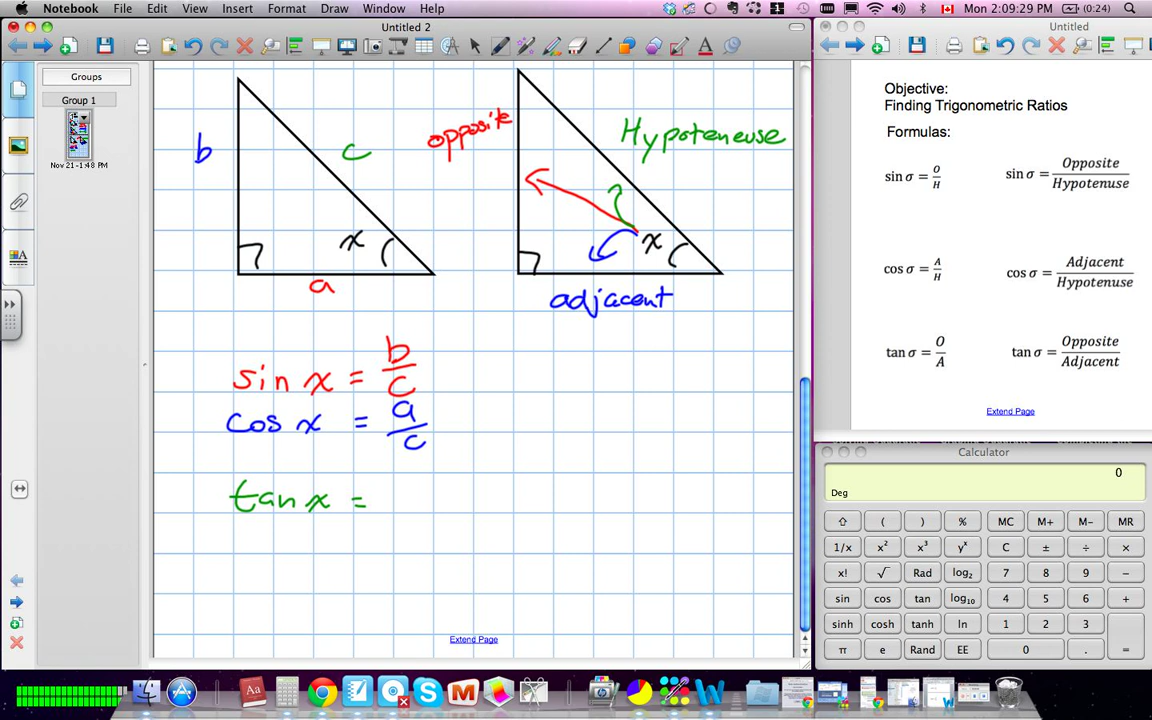 Notebook File Edit View Insert Format Draw Window Help
Mon 2:09:29 PM (0:24)
Untitled 2
Untitled
Groups
Group 1
Nov 21-1:48 PM
b
c
x
a
opposite
Hypoteneuse
x
adjacent
sin x = b/c
cos x = a/c
tan x =
Extend Page
Objective:
Finding Trigonometric Ratios
Formulas:
sin σ = O/H sin σ = Opposite/Hypotenuse
cos σ = A/H cos σ = Adjacent/Hypotenuse
tan σ = O/A tan σ = Opposite/Adjacent
Extend Page
Calculator
0
Deg
( ) % MC M+ M- MR
1/x x² x³ yˣ C ± ÷ ×
x! √ Rad log₂ 7 8 9 −
sin cos tan log₁₀ 4 5 6 +
sinh cosh tanh ln 1 2 3
π e Rand EE 0 . =
Aa